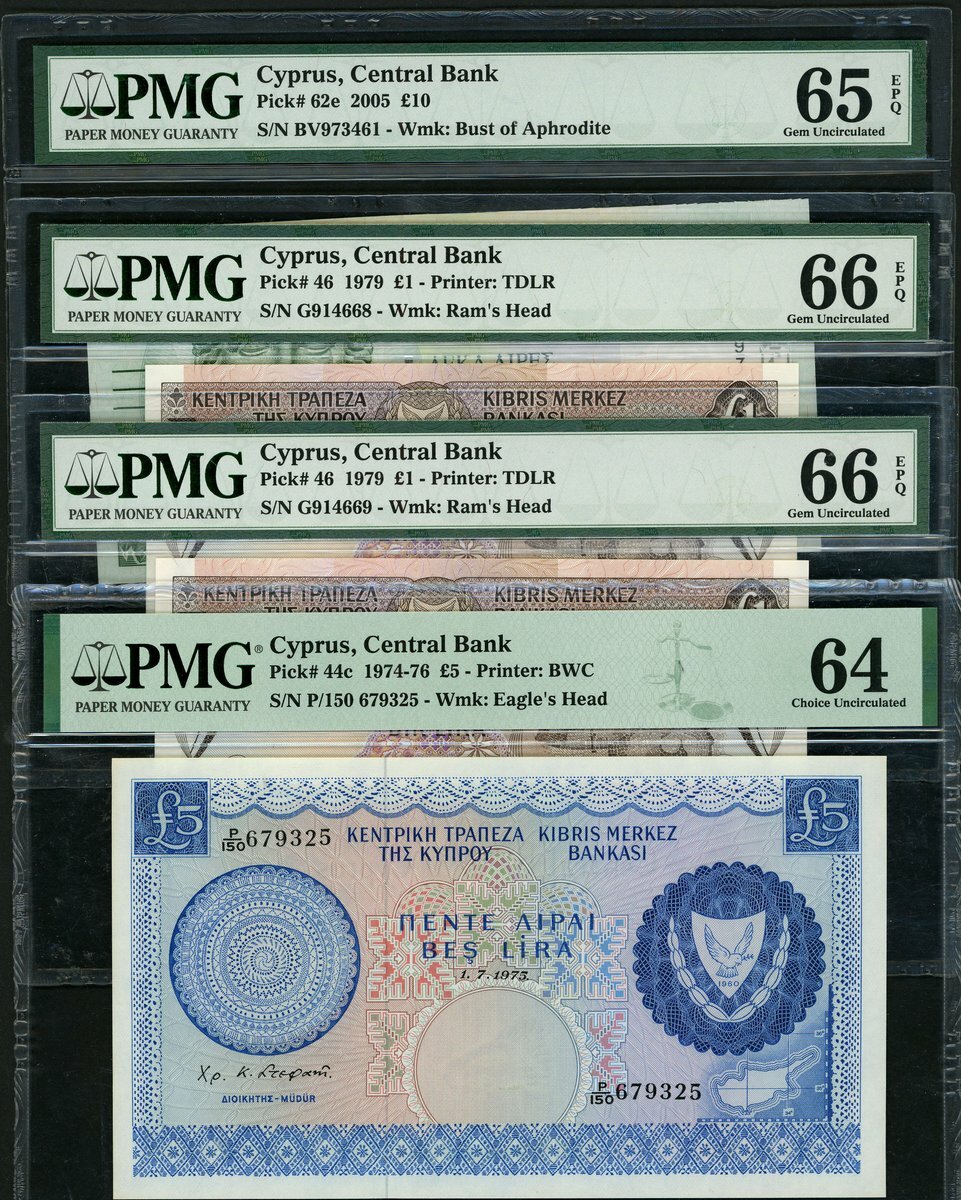 PMG
PAPER MONEY GUARANTY
Cyprus, Central Bank
Pick# 62e 2005 £10
S/N BV973461 - Wmk: Bust of Aphrodite
65 EPQ
Gem Uncirculated
PMG
PAPER MONEY GUARANTY
Cyprus, Central Bank
Pick# 46 1979 £1 - Printer: TDLR
S/N G914668 - Wmk: Ram's Head
66 EPQ
Gem Uncirculated
ΚΕΝΤΡΙΚΗ ΤΡΑΠΕΖΑ KIBRIS MERKEZ
ΤΗΣ ΚΥΠΡΟΥ BANKASI
PMG
PAPER MONEY GUARANTY
Cyprus, Central Bank
Pick# 46 1979 £1 - Printer: TDLR
S/N G914669 - Wmk: Ram's Head
66 EPQ
Gem Uncirculated
ΚΕΝΤΡΙΚΗ ΤΡΑΠΕΖΑ KIBRIS MERKEZ
ΤΗΣ ΚΥΠΡΟΥ BANKASI
PMG®
PAPER MONEY GUARANTY
Cyprus, Central Bank
Pick# 44c 1974-76 £5 - Printer: BWC
S/N P/150 679325 - Wmk: Eagle's Head
64
Choice Uncirculated
£5 £5
P/150 679325 ΚΕΝΤΡΙΚΗ ΤΡΑΠΕΖΑ KIBRIS MERKEZ
ΤΗΣ ΚΥΠΡΟΥ BANKASI
ΠΕΝΤΕ ΛΙΡΑΙ
BEŞ LİRA
1.7.1975
1960
Χρ. Κ. Στεφανί.
P/150 679325
ΔΙΟΙΚΗΤΗΣ-MÜDÜR